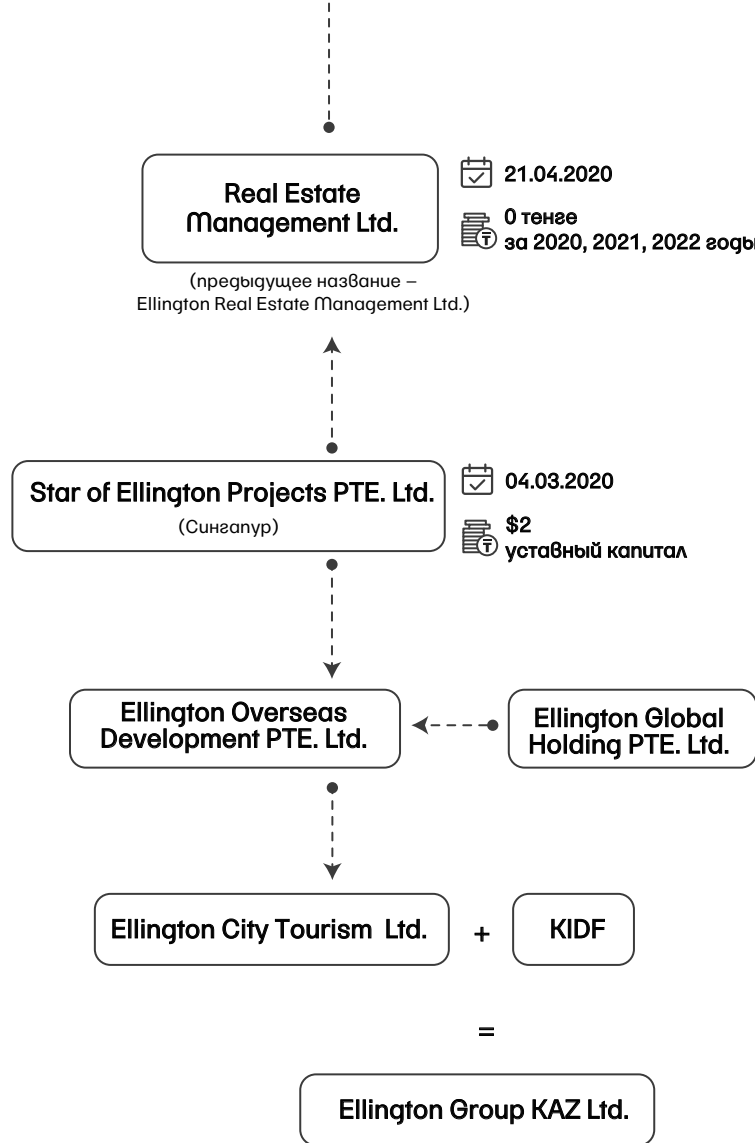 Real Estate
Management Ltd.
21.04.2020
0 тенге
за 2020, 2021, 2022 годы
(предыдущее название –
Ellington Real Estate Management Ltd.)
Star of Ellington Projects PTE. Ltd.
(Сингапур)
04.03.2020
$2
уставный капитал
Ellington Overseas
Development PTE. Ltd.
Ellington Global
Holding PTE. Ltd.
Ellington City Tourism Ltd.
+
KIDF
=
Ellington Group KAZ Ltd.